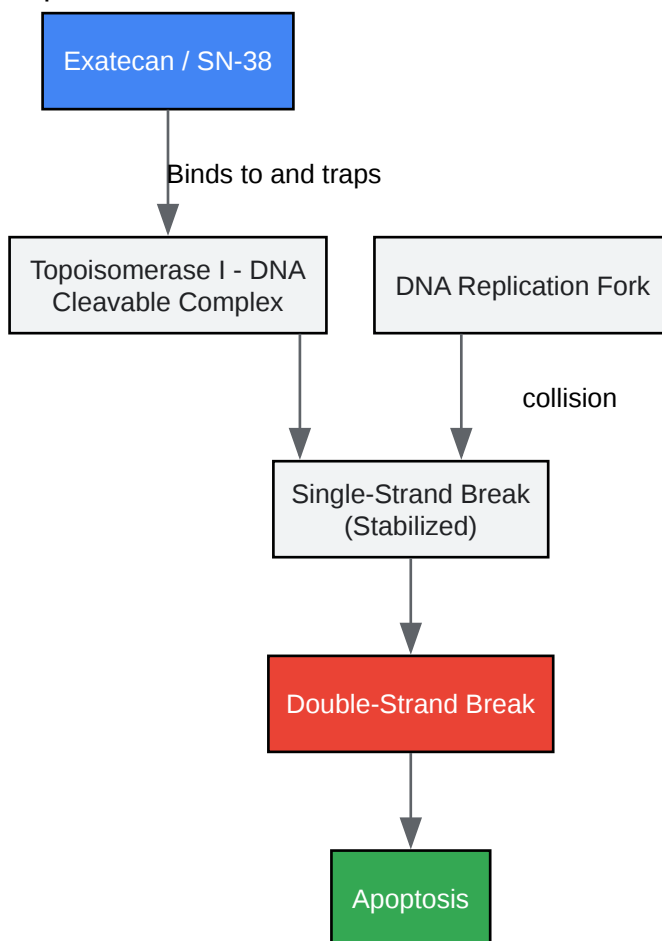 Exatecan / SN-38
Binds to and traps
Topoisomerase I - DNA
Cleavable Complex
DNA Replication Fork
collision
Single-Strand Break
(Stabilized)
Double-Strand Break
Apoptosis